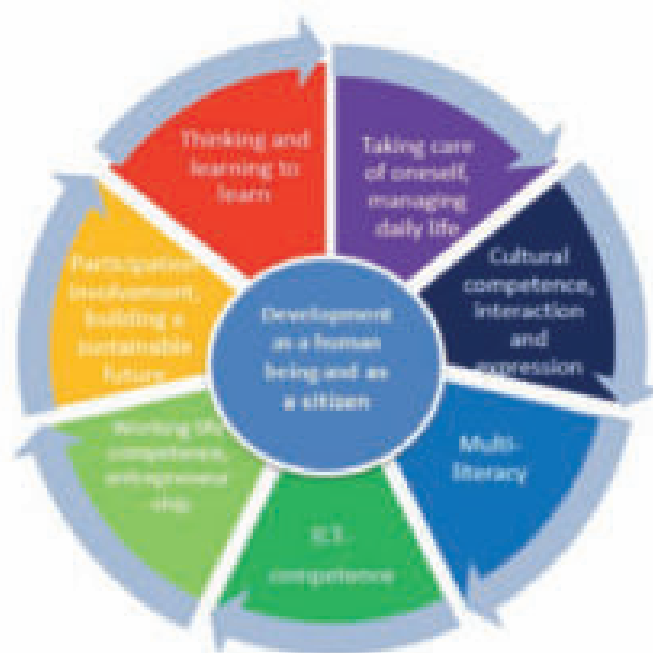 Thinking and
learning to
learn
Taking care
of oneself,
managing
daily life
Cultural
competence,
interaction
and
expression
Multi-
literacy
ICT-
competence
Working life
competence,
entrepreneur
ship
Participation
involvement,
building a
sustainable
future
Development
as a human
being and as
a sitizen